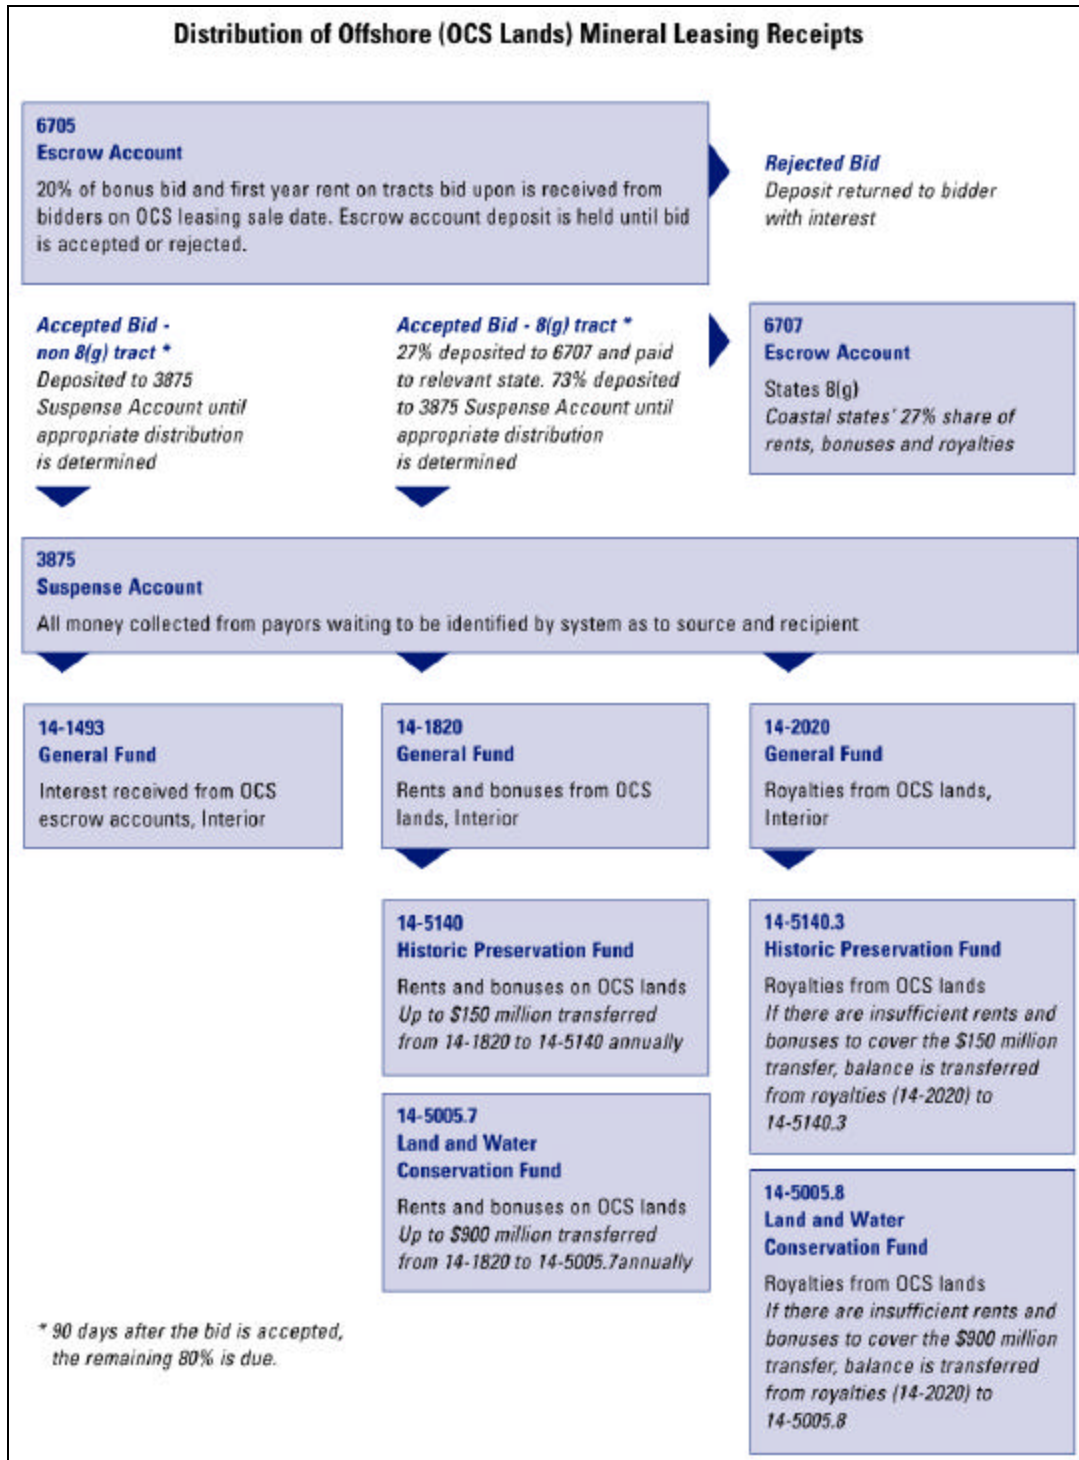 Distribution of Offshore (OCS Lands) Mineral Leasing Receipts
6705
Escrow Account
20% of bonus bid and first year rent on tracts bid upon is received from
bidders on OCS leasing sale date. Escrow account deposit is held until bid
is accepted or rejected.
Rejected Bid
Deposit returned to bidder
with interest
Accepted Bid -
non 8(g) tract *
Deposited to 3875
Suspense Account until
appropriate distribution
is determined
Accepted Bid - 8(g) tract *
27% deposited to 6707 and paid
to relevant state. 73% deposited
to 3875 Suspense Account until
appropriate distribution
is determined
6707
Escrow Account
States 8(g)
Coastal states' 27% share of
rents, bonuses and royalties
3875
Suspense Account
All money collected from payors waiting to be identified by system as to source and recipient
14-1493
General Fund
Interest received from OCS
escrow accounts, Interior
14-1820
General Fund
Rents and bonuses from OCS
lands, Interior
14-2020
General Fund
Royalties from OCS lands,
Interior
14-5140
Historic Preservation Fund
Rents and bonuses on OCS lands
Up to $150 million transferred
from 14-1820 to 14-5140 annually
14-5140.3
Historic Preservation Fund
Royalties from OCS lands
If there are insufficient rents and
bonuses to cover the $150 million
transfer, balance is transferred
from royalties (14-2020) to
14-5140.3
14-5005.7
Land and Water
Conservation Fund
Rents and bonuses on OCS lands
Up to $900 million transferred
from 14-1820 to 14-5005.7annually
14-5005.8
Land and Water
Conservation Fund
Royalties from OCS lands
If there are insufficient rents and
bonuses to cover the $900 million
transfer, balance is transferred
from royalties (14-2020) to
14-5005.8
* 90 days after the bid is accepted,
the remaining 80% is due.